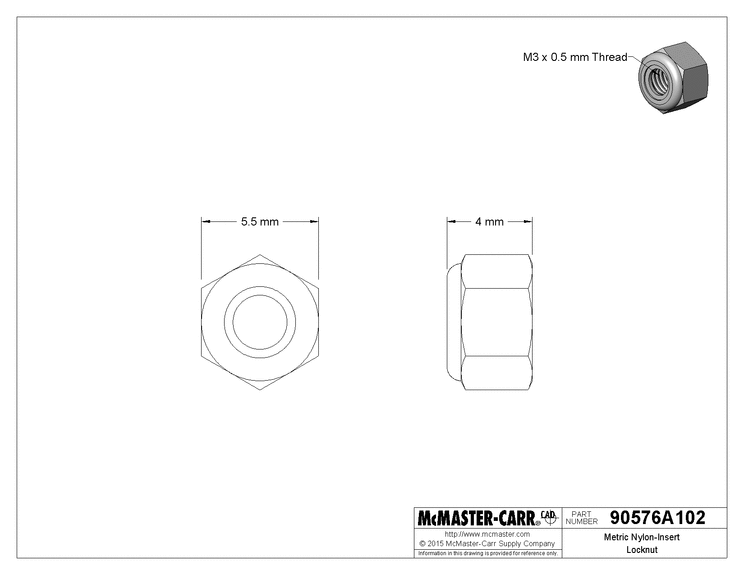 M3 x 0.5 mm Thread
5.5 mm
4 mm
McMASTER-CARR® CAD
PART NUMBER
90576A102
http://www.mcmaster.com
© 2015 McMaster-Carr Supply Company
Information in this drawing is provided for reference only.
Metric Nylon-Insert
Locknut